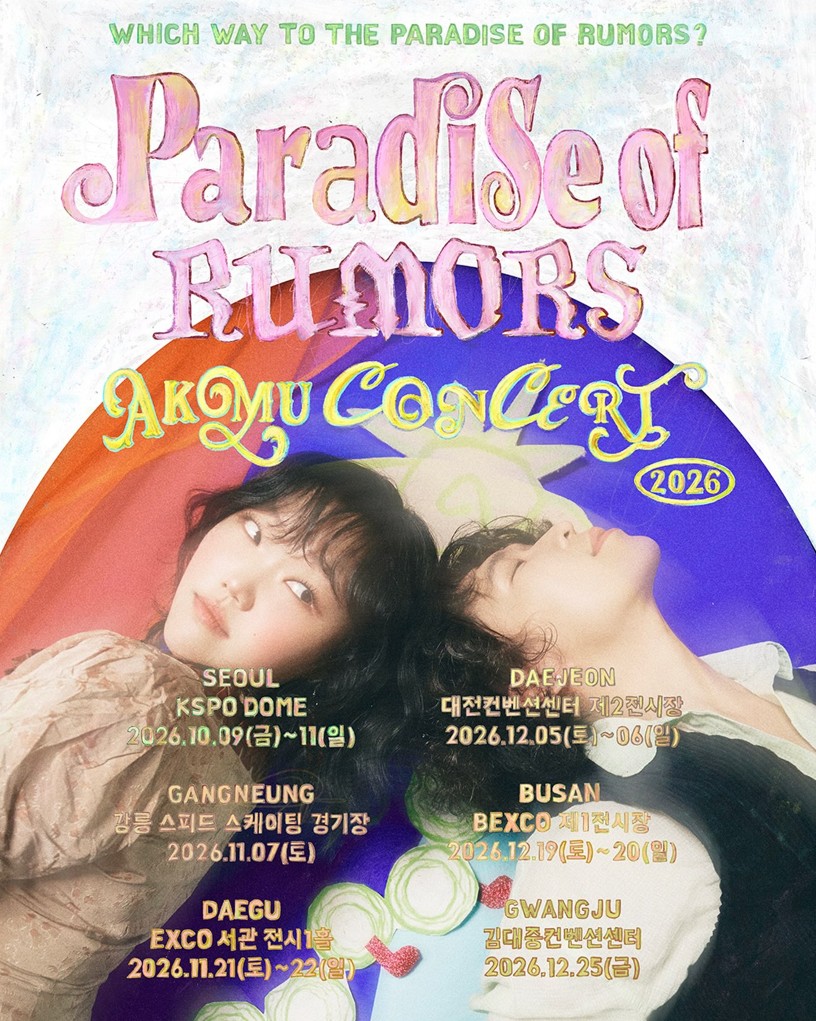 WHICH WAY TO THE PARADISE OF RUMORS?
Paradise of
RUMORS
AKMU CONCERT
2026
SEOUL
KSPO DOME
2026.10.09(금)~11(일)
GANGNEUNG
강릉 스피드 스케이팅 경기장
2026.11.07(토)
DAEGU
EXCO 서관 전시1홀
2026.11.21(토)~22(일)
DAEJEON
대전컨벤션센터 제2전시장
2026.12.05(토)~06(일)
BUSAN
BEXCO 제1전시장
2026.12.19(토)~20(일)
GWANGJU
김대중컨벤션센터
2026.12.25(금)